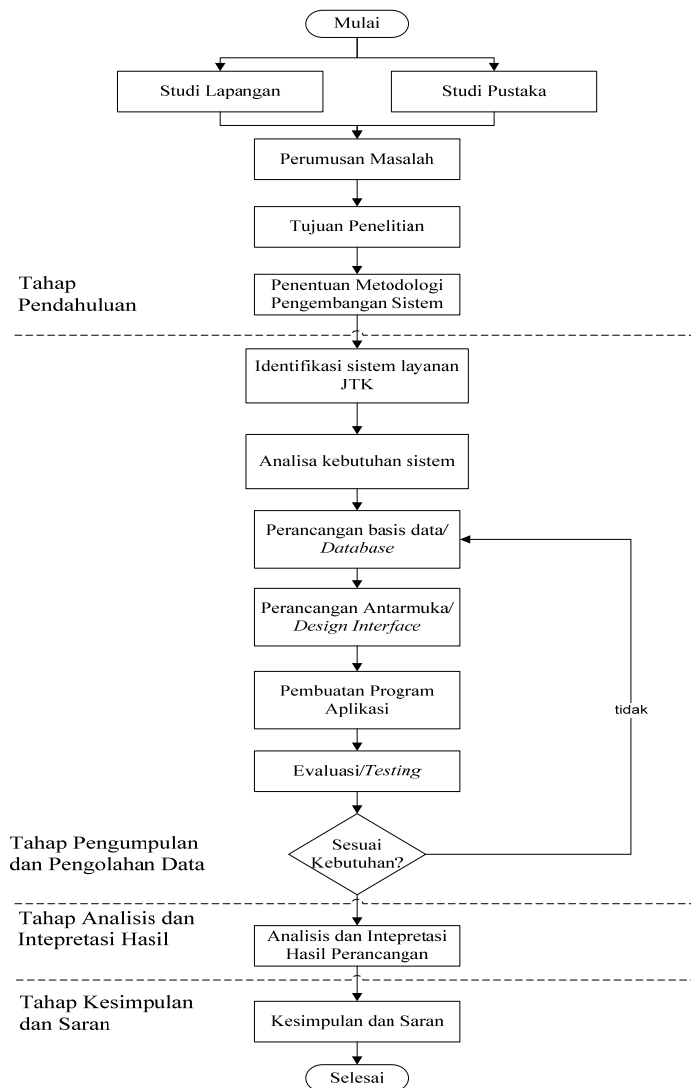 Mulai
Studi Lapangan
Studi Pustaka
Perumusan Masalah
Tujuan Penelitian
Tahap
Pendahuluan
Penentuan Metodologi
Pengembangan Sistem
Identifikasi sistem layanan
JTK
Analisa kebutuhan sistem
Perancangan basis data/
Database
Perancangan Antarmuka/
Design Interface
Pembuatan Program
Aplikasi
tidak
Evaluasi/Testing
Tahap Pengumpulan
dan Pengolahan Data
Sesuai
Kebutuhan?
Tahap Analisis dan
Intepretasi Hasil
Analisis dan Intepretasi
Hasil Perancangan
Tahap Kesimpulan
dan Saran
Kesimpulan dan Saran
Selesai